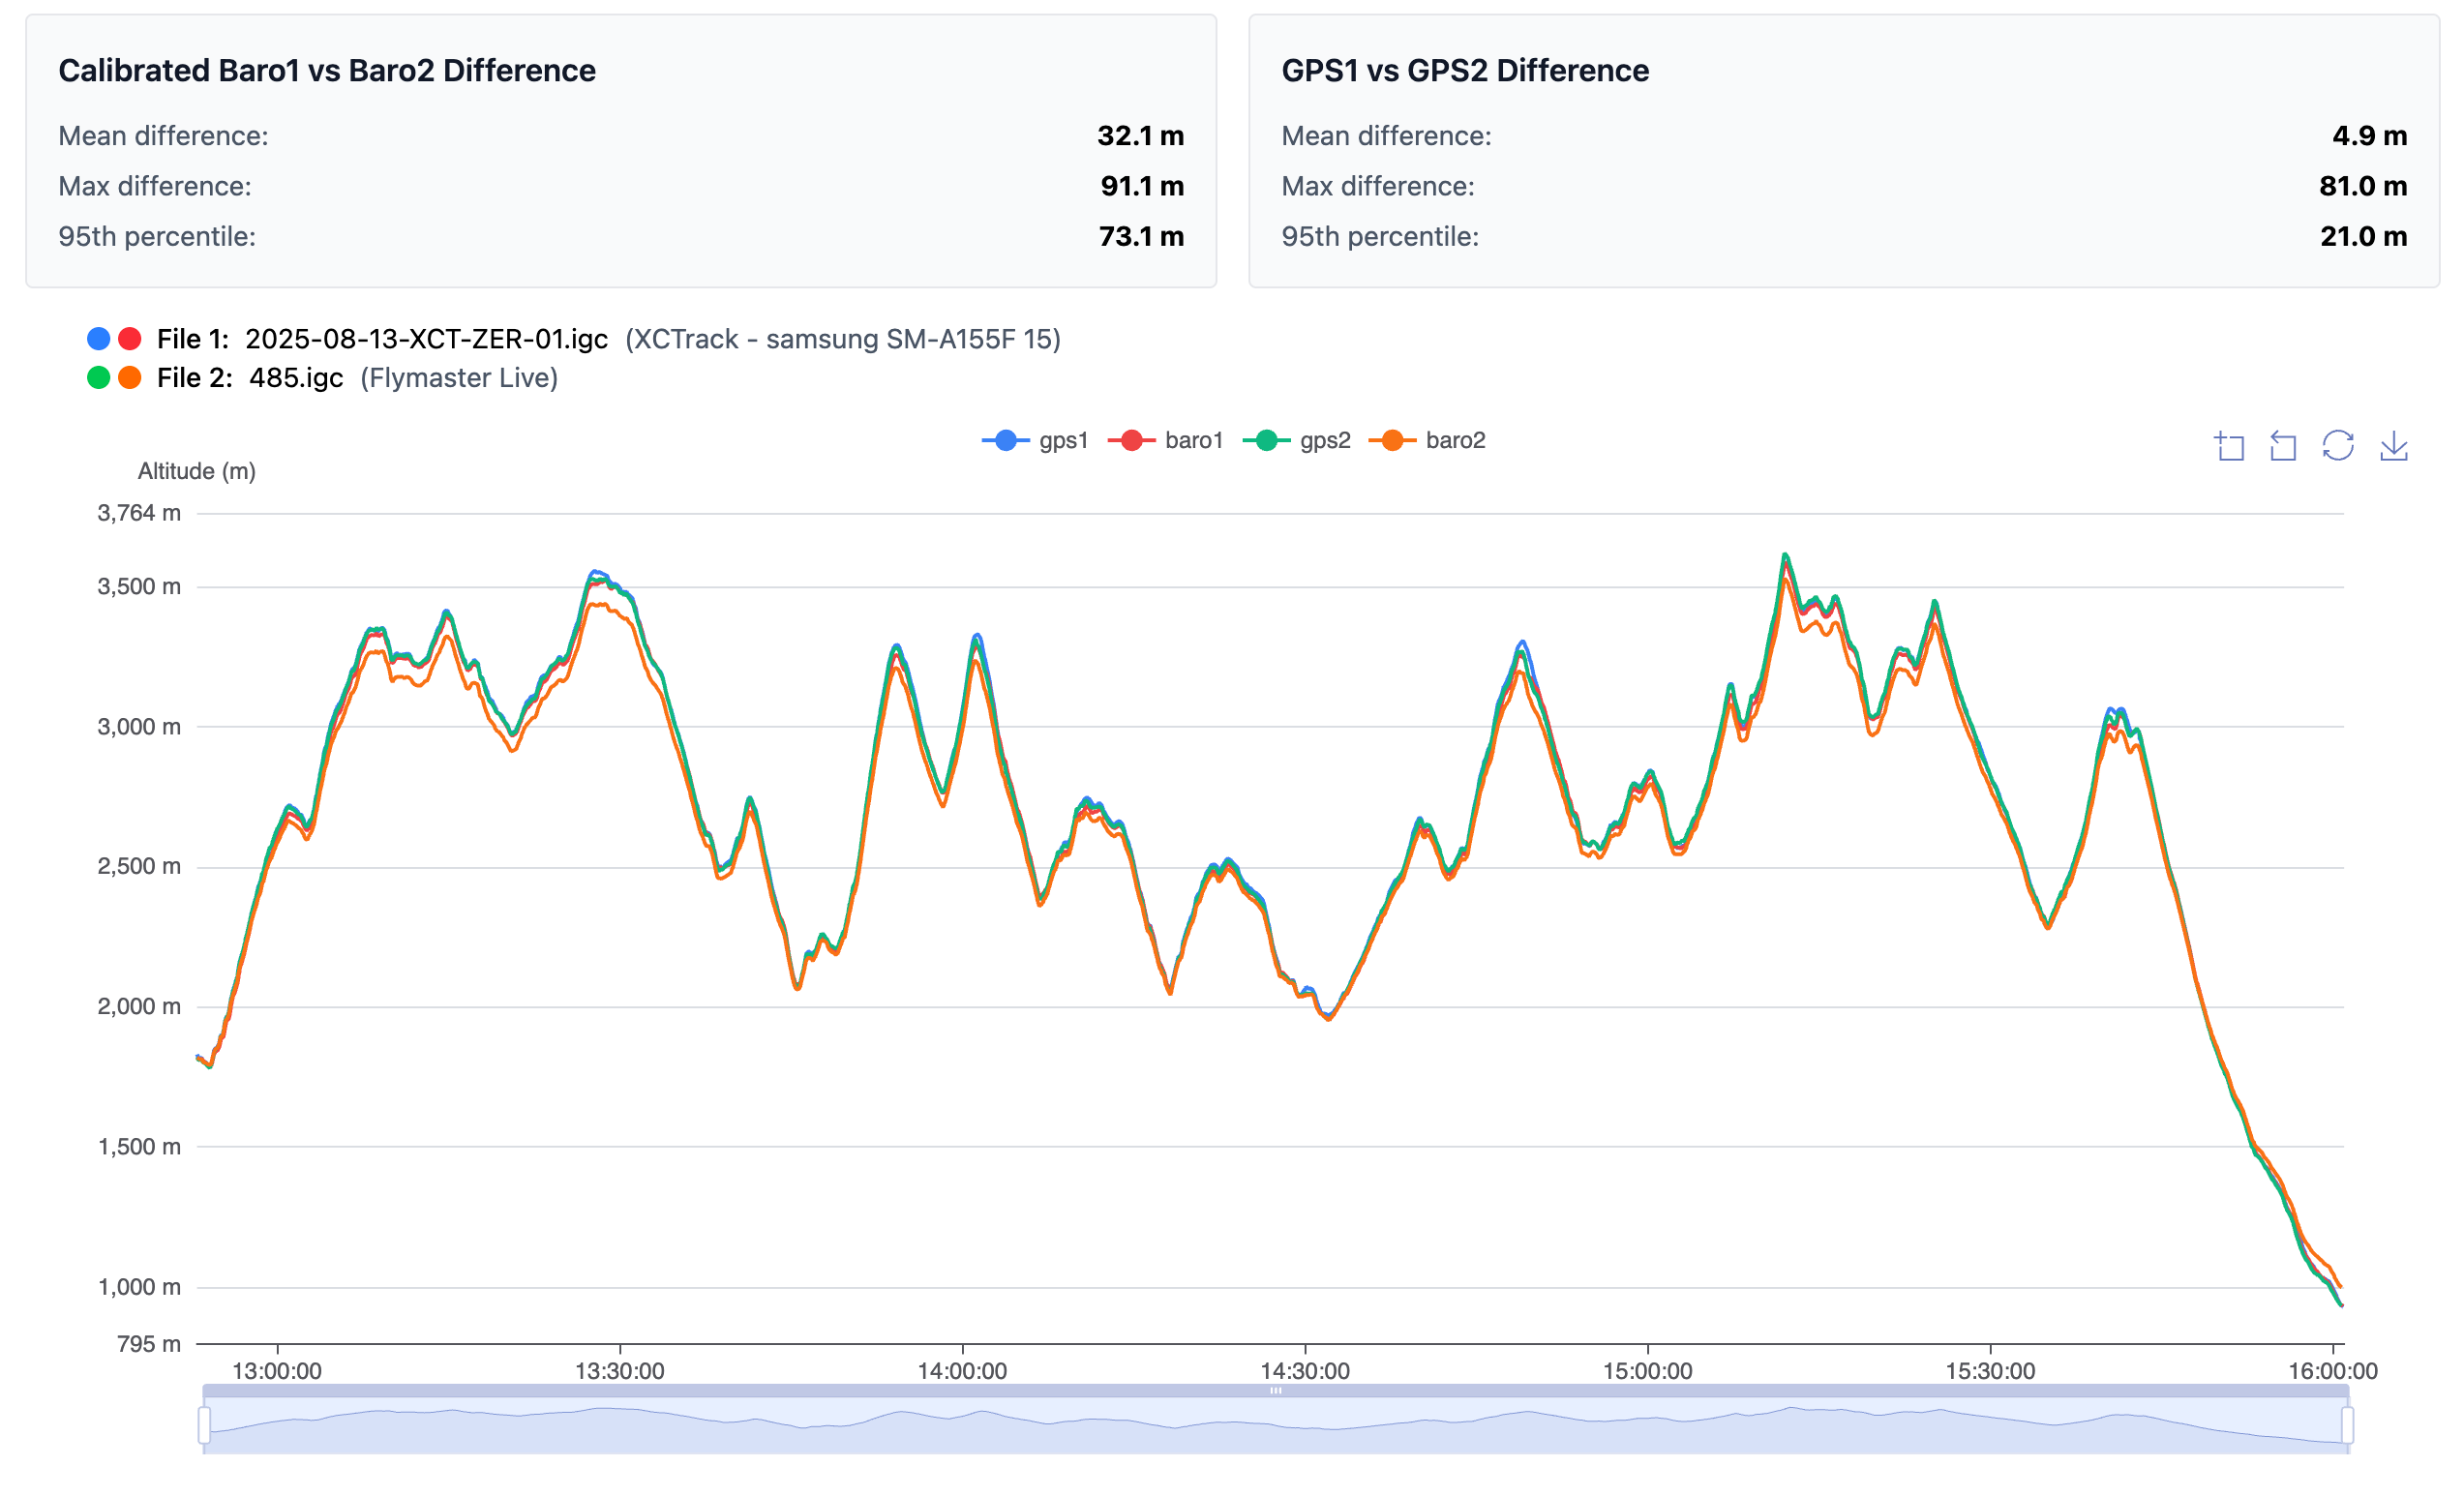 Calibrated Baro1 vs Baro2 Difference
Mean difference: 32.1 m
Max difference: 91.1 m
95th percentile: 73.1 m
GPS1 vs GPS2 Difference
Mean difference: 4.9 m
Max difference: 81.0 m
95th percentile: 21.0 m
File 1: 2025-08-13-XCT-ZER-01.igc (XCTrack - samsung SM-A155F 15)
File 2: 485.igc (Flymaster Live)
gps1 baro1 gps2 baro2
Altitude (m)
3,764 m
3,500 m
3,000 m
2,500 m
2,000 m
1,500 m
1,000 m
795 m
13:00:00 13:30:00 14:00:00 14:30:00 15:00:00 15:30:00 16:00:00